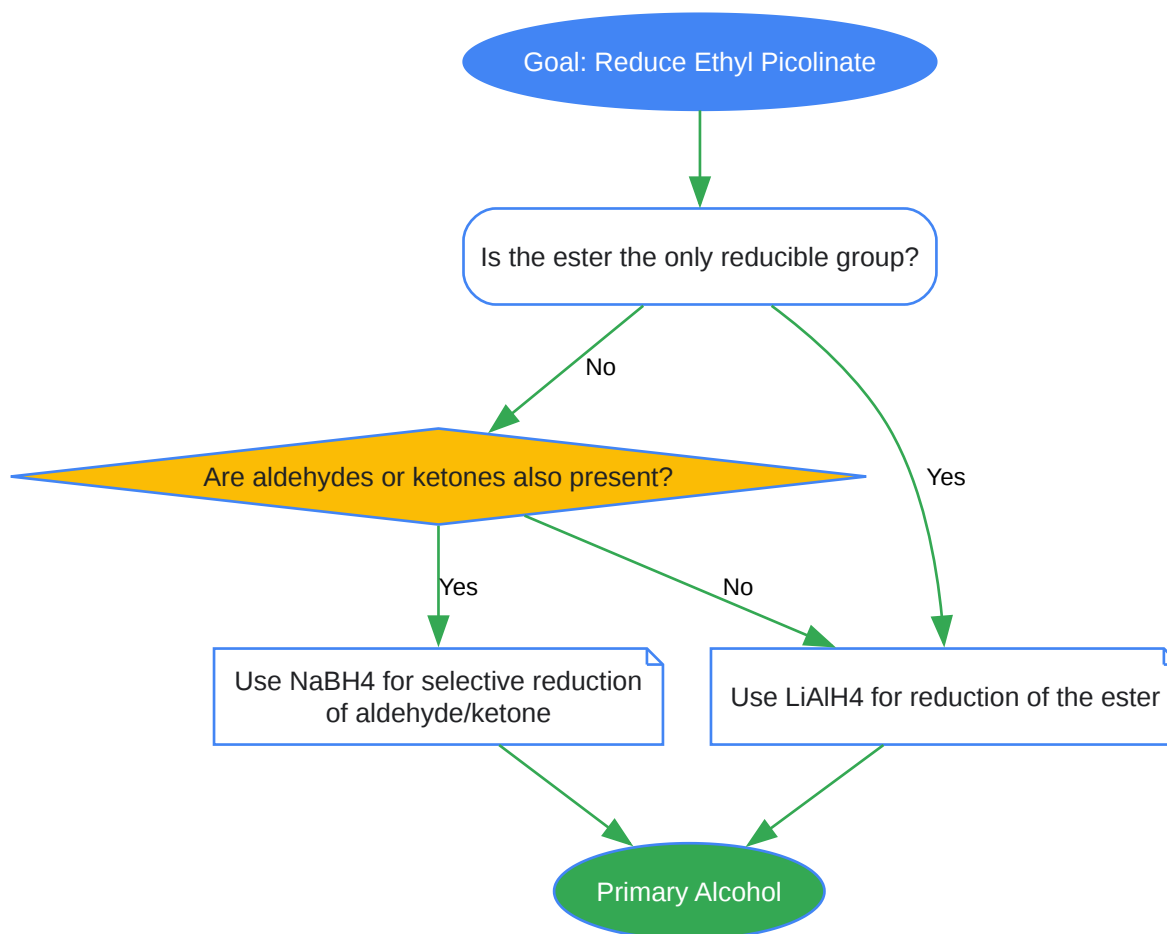 Goal: Reduce Ethyl Picolinate
Is the ester the only reducible group?
No
Yes
Are aldehydes or ketones also present?
Yes
No
Use NaBH4 for selective reduction
of aldehyde/ketone
Use LiAlH4 for reduction of the ester
Primary Alcohol